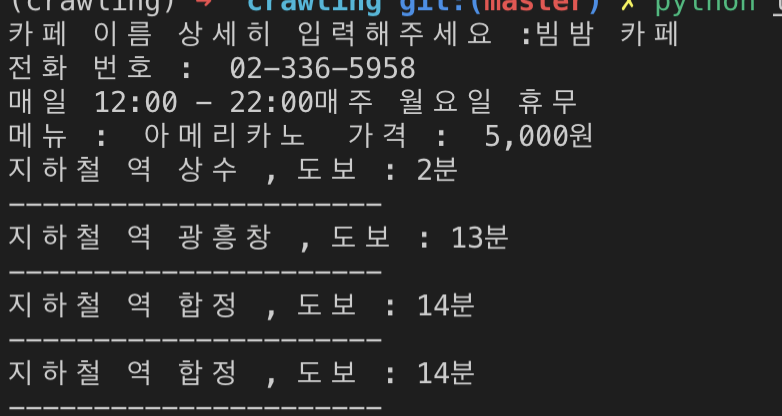 (crawling) → crawling git:(master) ✗ python
카페 이름 상세히 입력해주세요 :빔밤 카페
전화 번호 :  02-336-5958
매일 12:00 - 22:00매주 월요일 휴무
메뉴 :  아메리카노  가격 :  5,000원
지하철 역 상수 , 도보 : 2분
----------------------
지하철 역 광흥창 , 도보 : 13분
----------------------
지하철 역 합정 , 도보 : 14분
----------------------
지하철 역 합정 , 도보 : 14분
----------------------